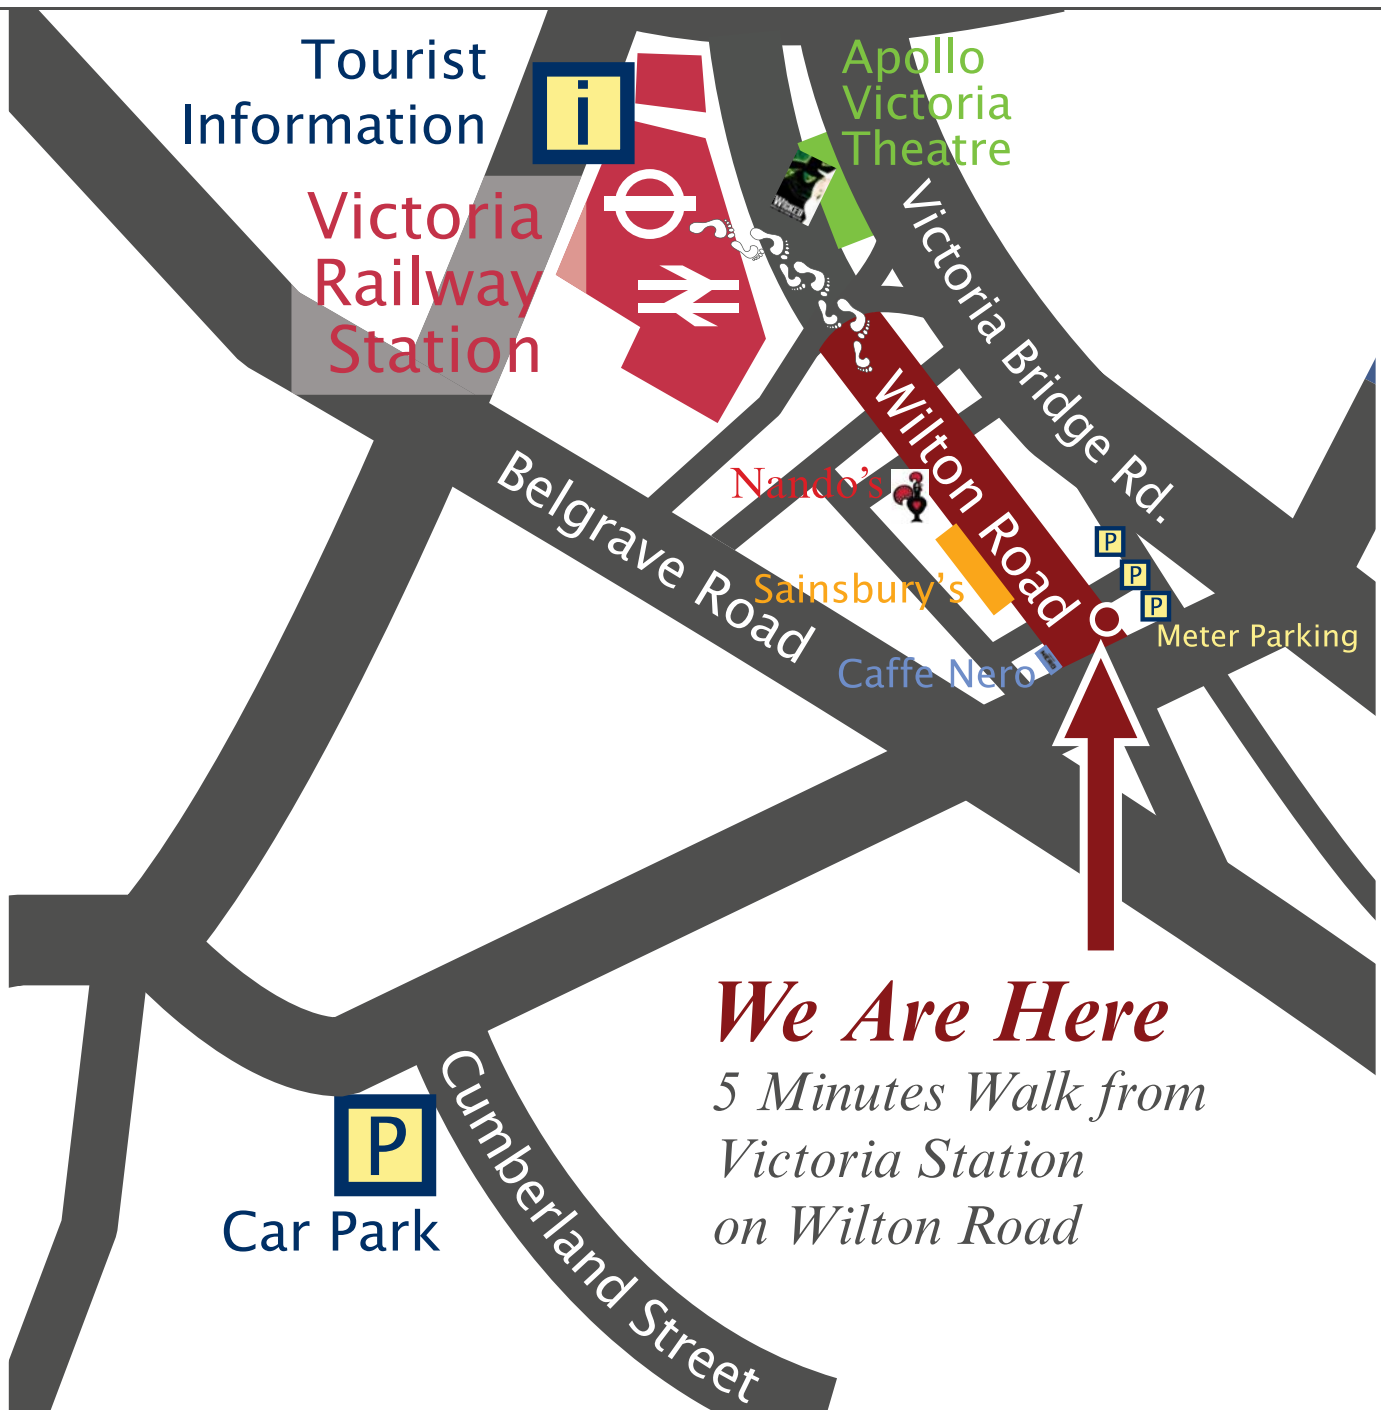 Tourist
Information
i
Apollo
Victoria
Theatre
WICKED
Victoria
Railway
Station
Victoria Bridge Rd.
Wilton Road
Belgrave Road
Nando's
Sainsbury's
Caffe Nero
P
P
P
Meter Parking
We Are Here
5 Minutes Walk from
Victoria Station
on Wilton Road
P
Car Park
Cumberland Street